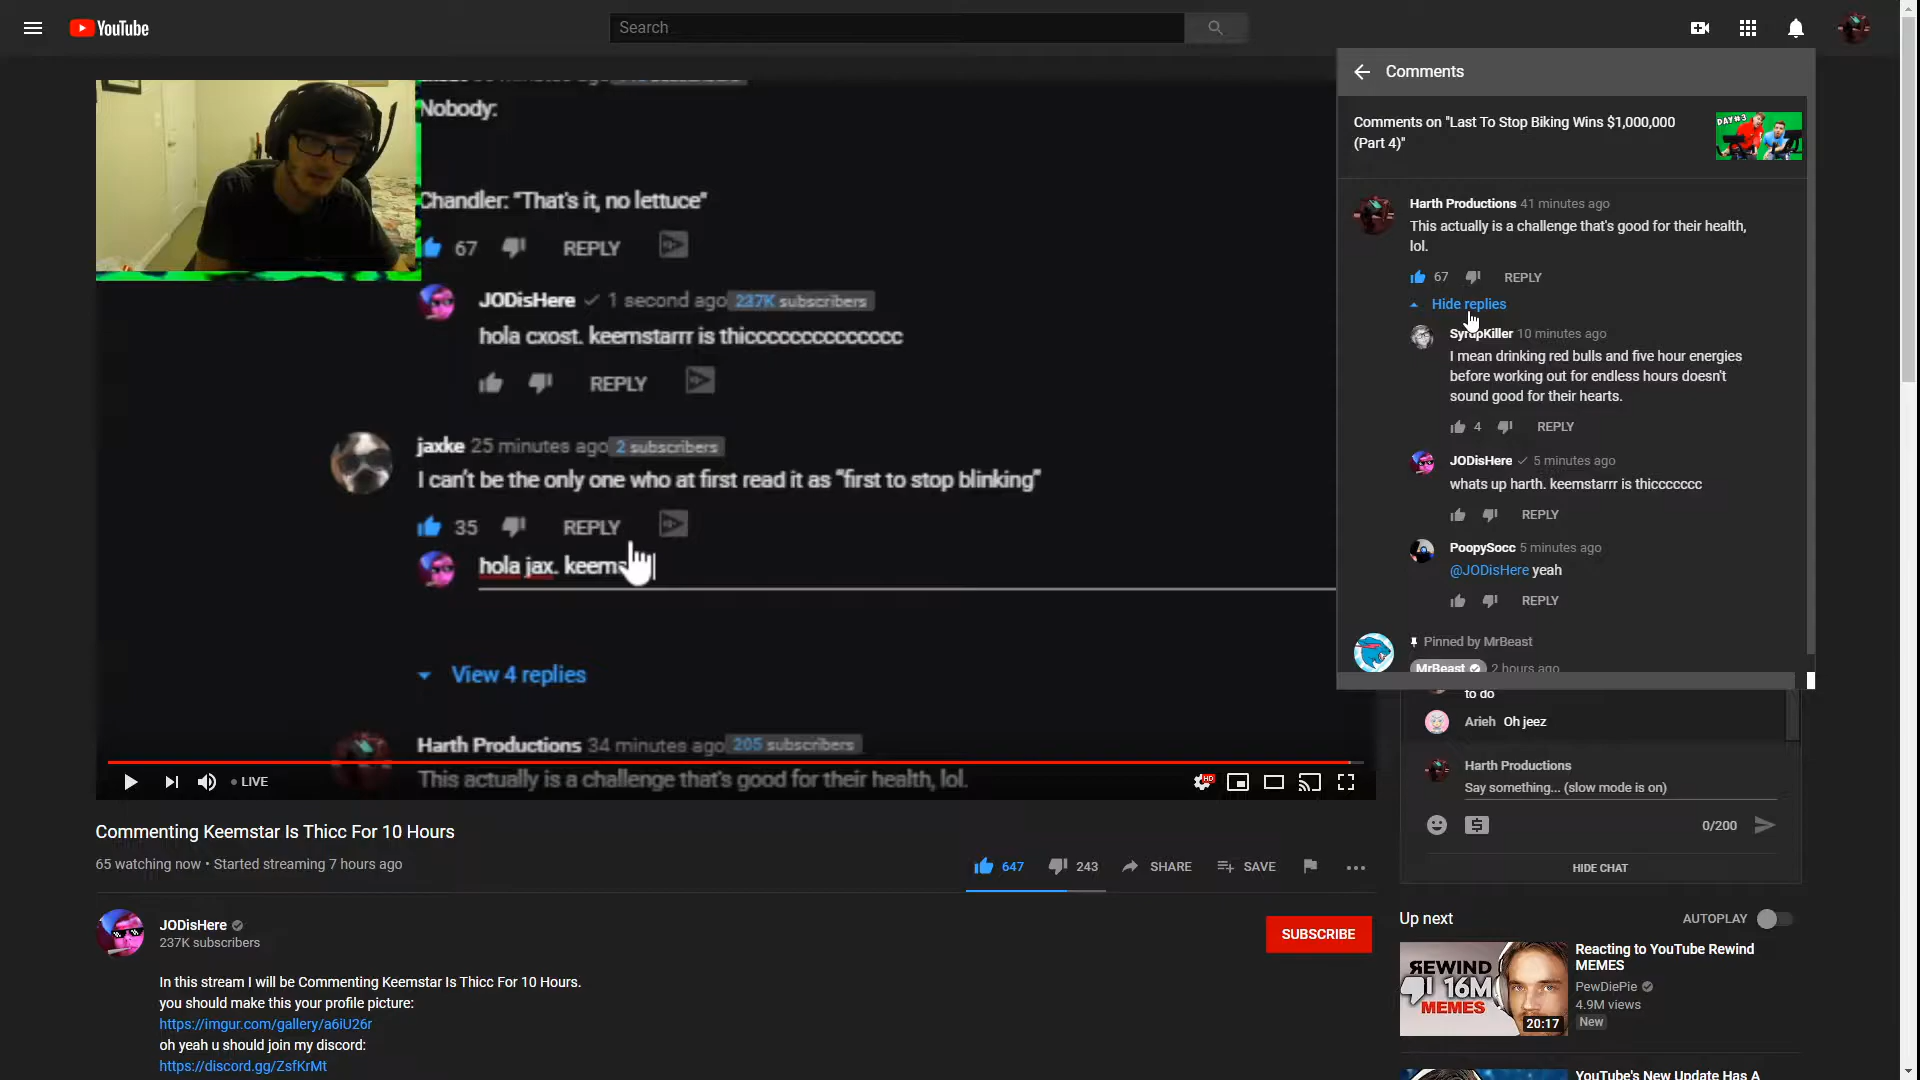 YouTube
Search
Nobody:
Chandler: "That's it, no lettuce"
67 REPLY
JODisHere 1 second ago 237K subscribers
hola cxost. keemstarrr is thicccccccccccccc
REPLY
jaxke 25 minutes ago 2 subscribers
I can't be the only one who at first read it as "first to stop blinking"
35 REPLY
hola jax. keems
View 4 replies
Harth Productions 34 minutes ago 205 subscribers
This actually is a challenge that's good for their health, lol.
LIVE
HD
Commenting Keemstar Is Thicc For 10 Hours
65 watching now • Started streaming 7 hours ago
647 243 SHARE SAVE
JODisHere
237K subscribers
SUBSCRIBE
In this stream I will be Commenting Keemstar Is Thicc For 10 Hours.
you should make this your profile picture:
https://imgur.com/gallery/a6iU26r
oh yeah u should join my discord:
https://discord.gg/ZsfKrMt
Comments
Comments on "Last To Stop Biking Wins $1,000,000
(Part 4)"
DAY#3
Harth Productions 41 minutes ago
This actually is a challenge that's good for their health,
lol.
67 REPLY
Hide replies
SyrupKiller 10 minutes ago
I mean drinking red bulls and five hour energies
before working out for endless hours doesn't
sound good for their hearts.
4 REPLY
JODisHere 5 minutes ago
whats up harth. keemstarrr is thiccccccc
REPLY
PoopySocc 5 minutes ago
@JODisHere yeah
REPLY
Pinned by MrBeast
MrBeast 2 hours ago
to do
Arieh Oh jeez
Harth Productions
Say something... (slow mode is on)
0/200
HIDE CHAT
Up next AUTOPLAY
REWIND
16M
MEMES
20:17
Reacting to YouTube Rewind
MEMES
PewDiePie
4.9M views
New
YouTube's New Update Has A